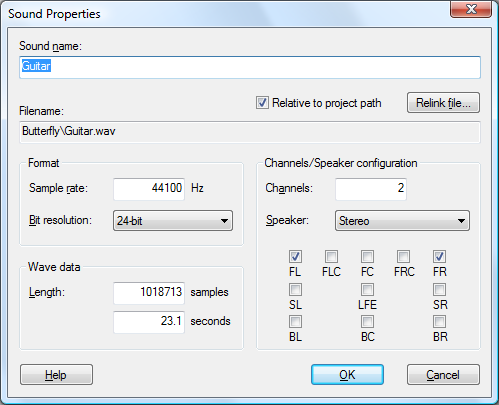 Sound Properties
Sound name:
Guitar
Relative to project path
Relink file...
Filename:
Butterfly\Guitar.wav
Format
Sample rate: 44100 Hz
Bit resolution: 24-bit
Channels/Speaker configuration
Channels: 2
Speaker: Stereo
FL FLC FC FRC FR
SL LFE SR
BL BC BR
Wave data
Length: 1018713 samples
23.1 seconds
Help OK Cancel